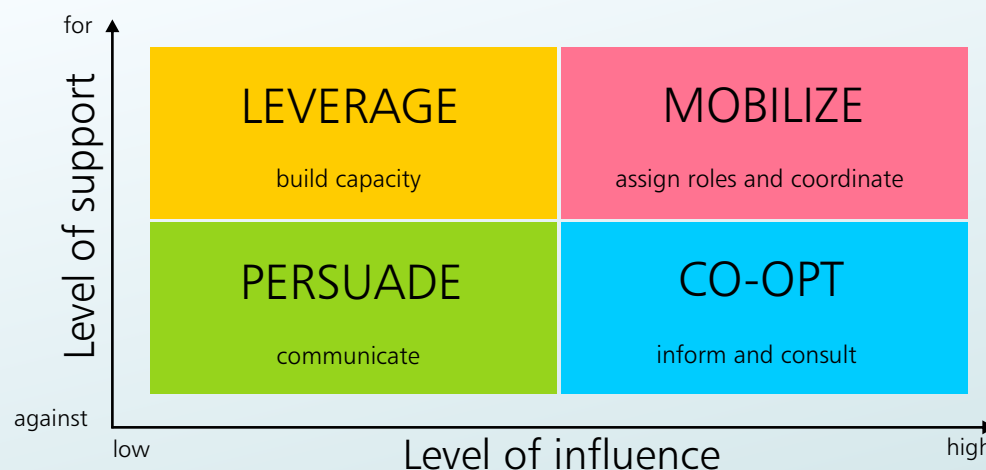 for
Level of support
LEVERAGE
MOBILIZE
build capacity
assign roles and coordinate
PERSUADE
CO-OPT
communicate
inform and consult
against
low
Level of influence
high